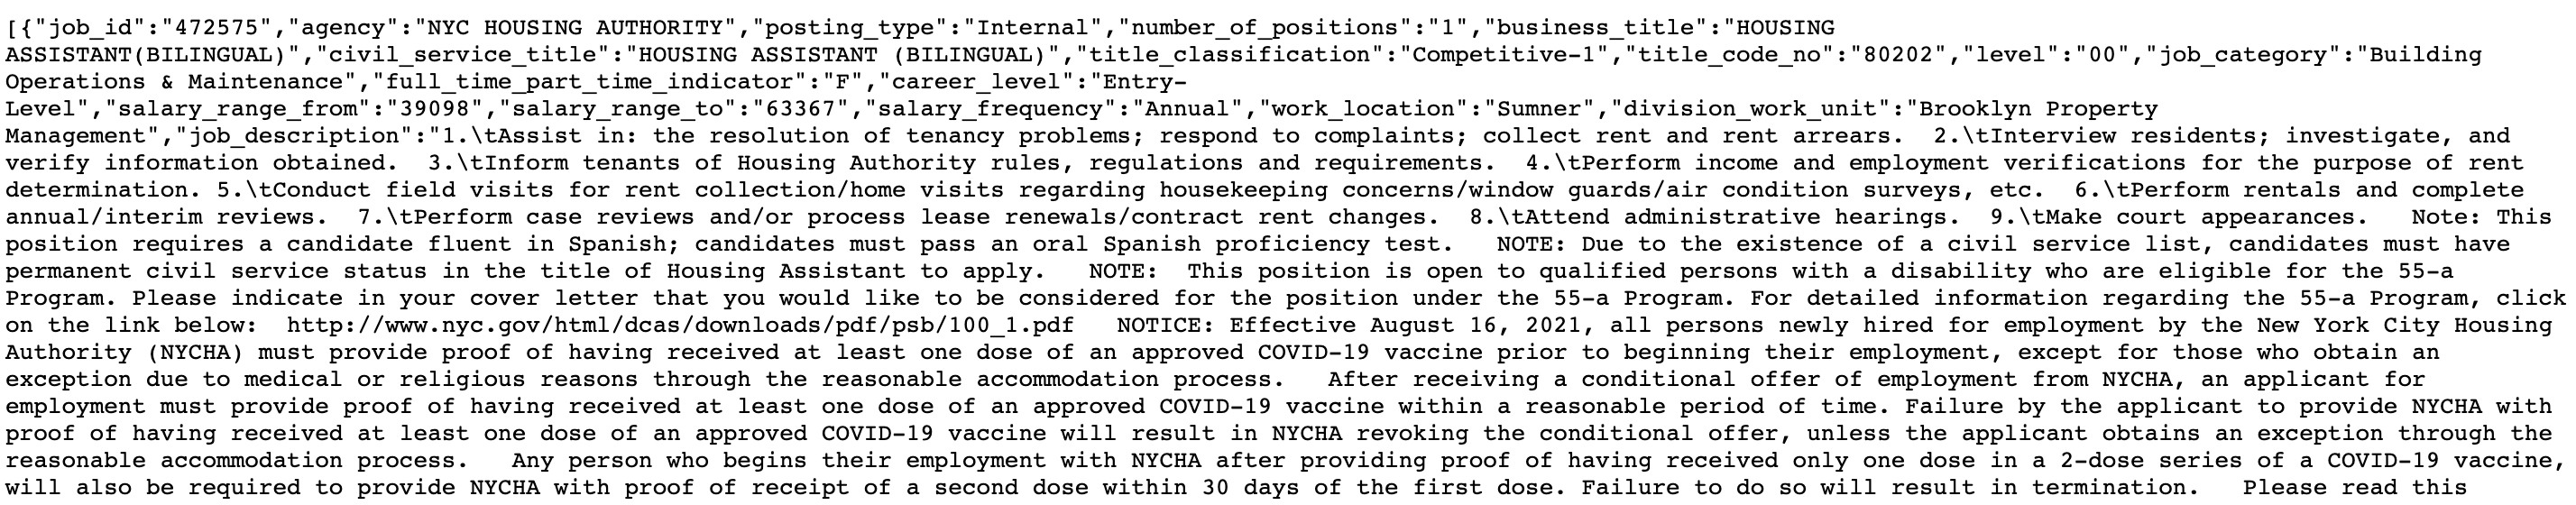 [{"job_id":"472575","agency":"NYC HOUSING AUTHORITY","posting_type":"Internal","number_of_positions":"1","business_title":"HOUSING
ASSISTANT(BILINGUAL)","civil_service_title":"HOUSING ASSISTANT (BILINGUAL)","title_classification":"Competitive-1","title_code_no":"80202","level":"00","job_category":"Building
Operations & Maintenance","full_time_part_time_indicator":"F","career_level":"Entry-
Level","salary_range_from":"39098","salary_range_to":"63367","salary_frequency":"Annual","work_location":"Sumner","division_work_unit":"Brooklyn Property
Management","job_description":"1.\tAssist in: the resolution of tenancy problems; respond to complaints; collect rent and rent arrears.  2.\tInterview residents; investigate, and
verify information obtained.  3.\tInform tenants of Housing Authority rules, regulations and requirements.  4.\tPerform income and employment verifications for the purpose of rent
determination. 5.\tConduct field visits for rent collection/home visits regarding housekeeping concerns/window guards/air condition surveys, etc.  6.\tPerform rentals and complete
annual/interim reviews.  7.\tPerform case reviews and/or process lease renewals/contract rent changes.  8.\tAttend administrative hearings.  9.\tMake court appearances.   Note: This
position requires a candidate fluent in Spanish; candidates must pass an oral Spanish proficiency test.   NOTE: Due to the existence of a civil service list, candidates must have
permanent civil service status in the title of Housing Assistant to apply.   NOTE:  This position is open to qualified persons with a disability who are eligible for the 55-a
Program. Please indicate in your cover letter that you would like to be considered for the position under the 55-a Program. For detailed information regarding the 55-a Program, click
on the link below:  http://www.nyc.gov/html/dcas/downloads/pdf/psb/100_1.pdf   NOTICE: Effective August 16, 2021, all persons newly hired for employment by the New York City Housing
Authority (NYCHA) must provide proof of having received at least one dose of an approved COVID-19 vaccine prior to beginning their employment, except for those who obtain an
exception due to medical or religious reasons through the reasonable accommodation process.   After receiving a conditional offer of employment from NYCHA, an applicant for
employment must provide proof of having received at least one dose of an approved COVID-19 vaccine within a reasonable period of time. Failure by the applicant to provide NYCHA with
proof of having received at least one dose of an approved COVID-19 vaccine will result in NYCHA revoking the conditional offer, unless the applicant obtains an exception through the
reasonable accommodation process.   Any person who begins their employment with NYCHA after providing proof of having received only one dose in a 2-dose series of a COVID-19 vaccine,
will also be required to provide NYCHA with proof of receipt of a second dose within 30 days of the first dose. Failure to do so will result in termination.   Please read this